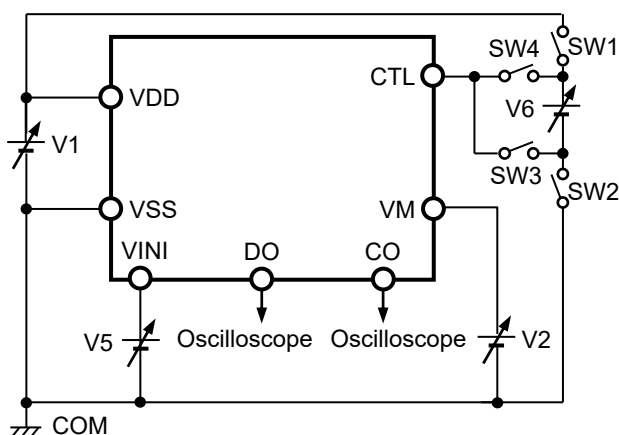 SW1
SW4
CTL
VDD
V6
V1
SW3
SW2
VSS
VM
VINI
DO
CO
V5
Oscilloscope
Oscilloscope
V2
COM